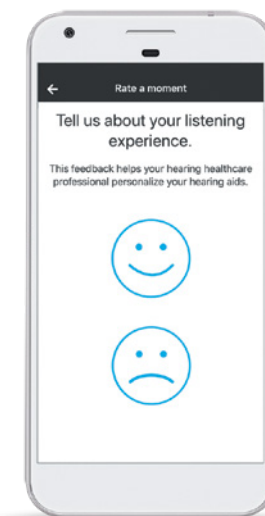 Rate a moment
Tell us about your listening
experience.
This feedback helps your hearing healthcare
professional personalize your hearing aids.